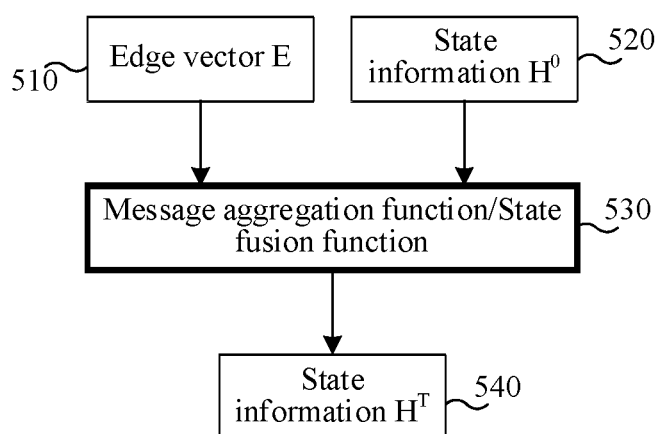 Edge vector E
510
State
information H⁰
520
Message aggregation function/State
fusion function
530
State
information Hᵀ
540